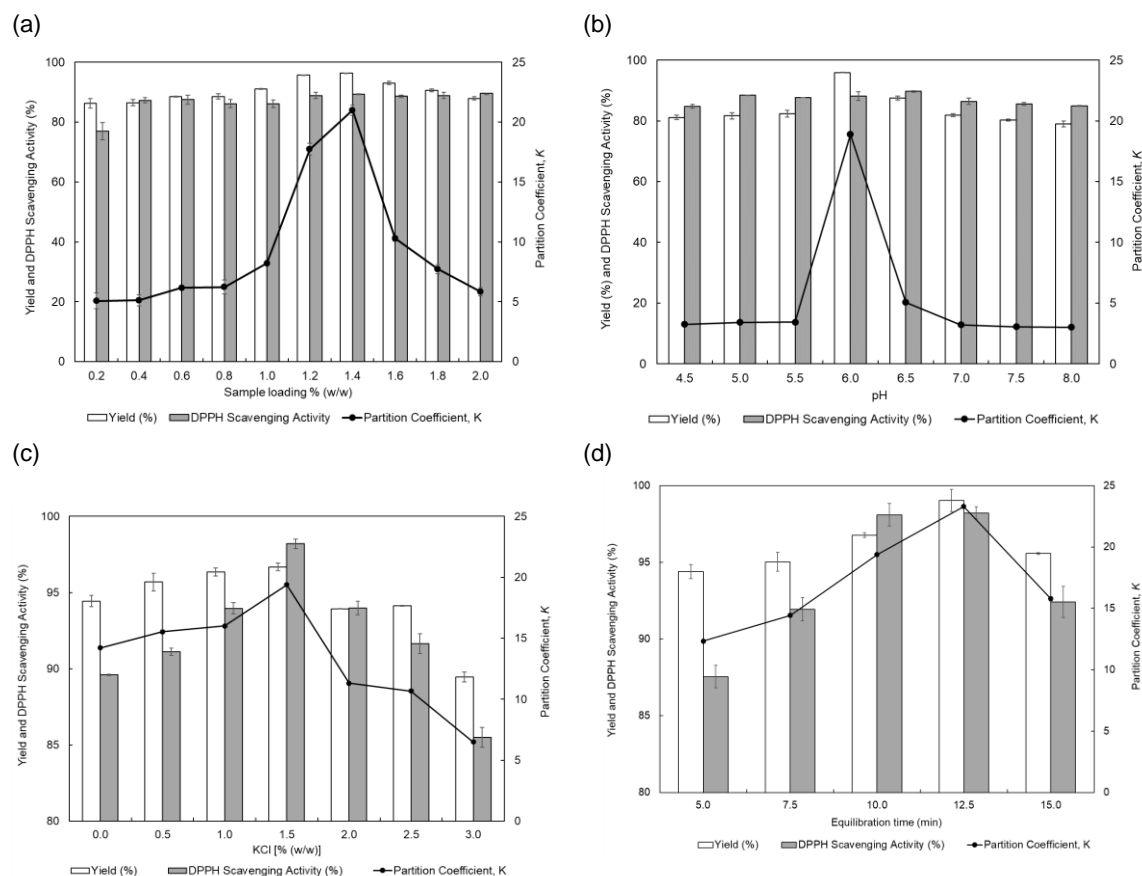 (a)
100
80
60
40
20
0
Yield and DPPH Scavenging Activity (%)
25
20
15
10
5
0
Partition Coefficient, K
0.2 0.4 0.6 0.8 1.0 1.2 1.4 1.6 1.8 2.0
Sample loading % (w/w)
Yield (%) DPPH Scavenging Activity Partition Coefficient, K
(b)
100
80
60
40
20
0
Yield (%) and DPPH Scavenging Activity (%)
25
20
15
10
5
0
Partition Coefficient, K
4.5 5.0 5.5 6.0 6.5 7.0 7.5 8.0
pH
Yield (%) DPPH Scavenging Activity (%) Partition Coefficient, K
(c)
100
95
90
85
80
Yield and DPPH Scavenging Activity (%)
25
20
15
10
5
0
Partition Coefficient, K
0.0 0.5 1.0 1.5 2.0 2.5 3.0
KCl [% (w/w)]
Yield (%) DPPH Scavenging Activity (%) Partition Coefficient, K
(d)
100
95
90
85
80
Yield and DPPH Scavenging Activity (%)
25
20
15
10
5
0
Partition Coefficient, K
5.0 7.5 10.0 12.5 15.0
Equilibration time (min)
Yield (%) DPPH Scavenging Activity (%) Partition Coefficient, K